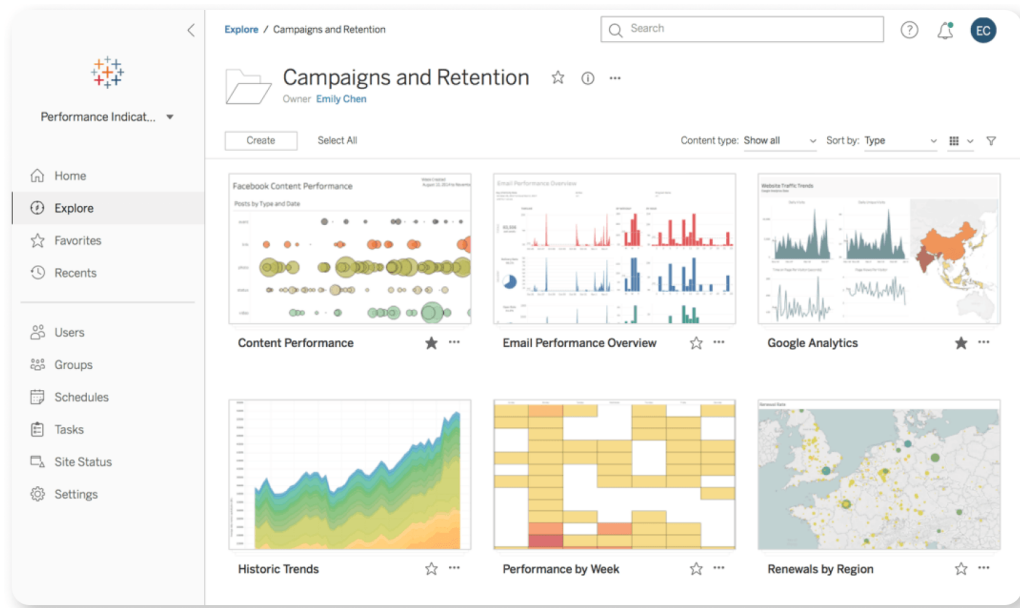 Explore / Campaigns and Retention
Search
?
EC
Campaigns and Retention
Owner Emily Chen
Performance Indicat...
Create
Select All
Content type: Show all
Sort by: Type
Home
Explore
Favorites
Recents
Users
Groups
Schedules
Tasks
Site Status
Settings
Facebook Content Performance
Posts by Type and Date
Email Performance Overview
Website Traffic Trends
Content Performance
Email Performance Overview
Google Analytics
Renewal Rate
Historic Trends
Performance by Week
Renewals by Region